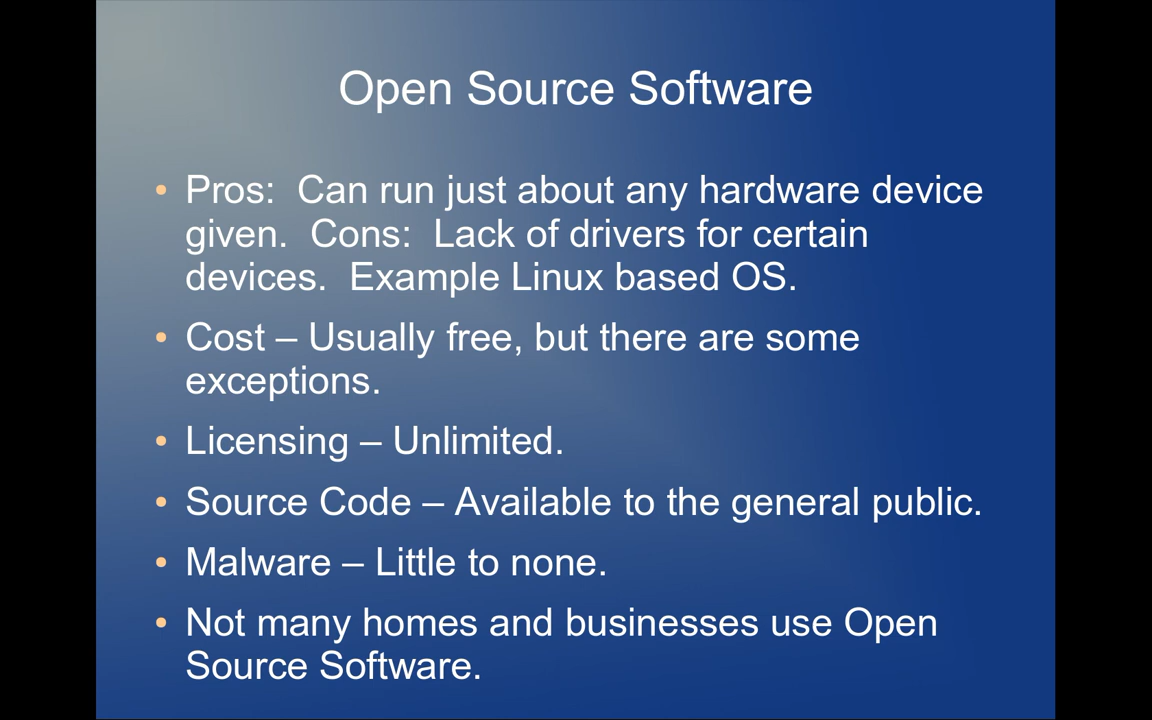 Open Source Software
• Pros:  Can run just about any hardware device
given.  Cons:  Lack of drivers for certain
devices.  Example Linux based OS.
• Cost – Usually free, but there are some
exceptions.
• Licensing – Unlimited.
• Source Code – Available to the general public.
• Malware – Little to none.
• Not many homes and businesses use Open
Source Software.